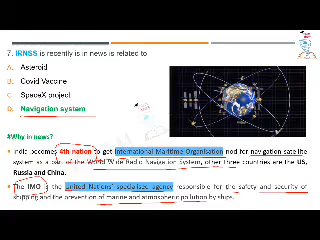 7. IRNSS is recently is in news is related to
A. Asteroid
B. Covid Vaccine
C. SpaceX project
D. Navigation system
#Why in news?
India becomes 4th nation to get International Maritime Organisation nod for navigation satellite
system as a part of the World Wide Radio Navigation System, other three countries are the US,
Russia and China.
The IMO is the United Nations' specialised agency responsible for the safety and security of
shipping and the prevention of marine and atmospheric pollution by ships.